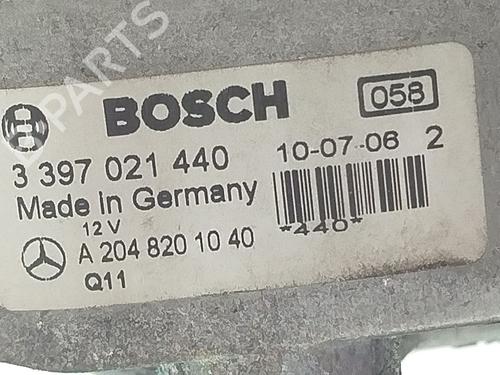 B-PARTS
BOSCH
058
3 397 021 440
10-07-06 2
Made in Germany
*440*
12 V
A 204 820 10 40
Q11